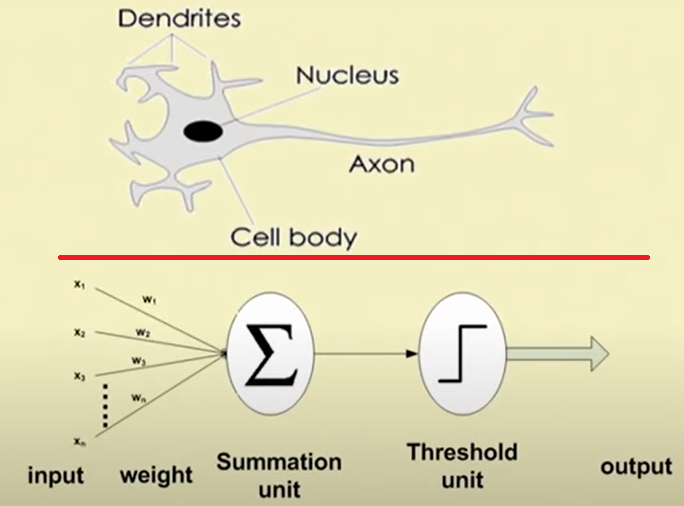 Dendrites
Nucleus
Axon
Cell body
x₁
w₁
x₂
w₂
w₃
x₃
wₙ
xₙ
Σ
input weight Summation unit Threshold unit output